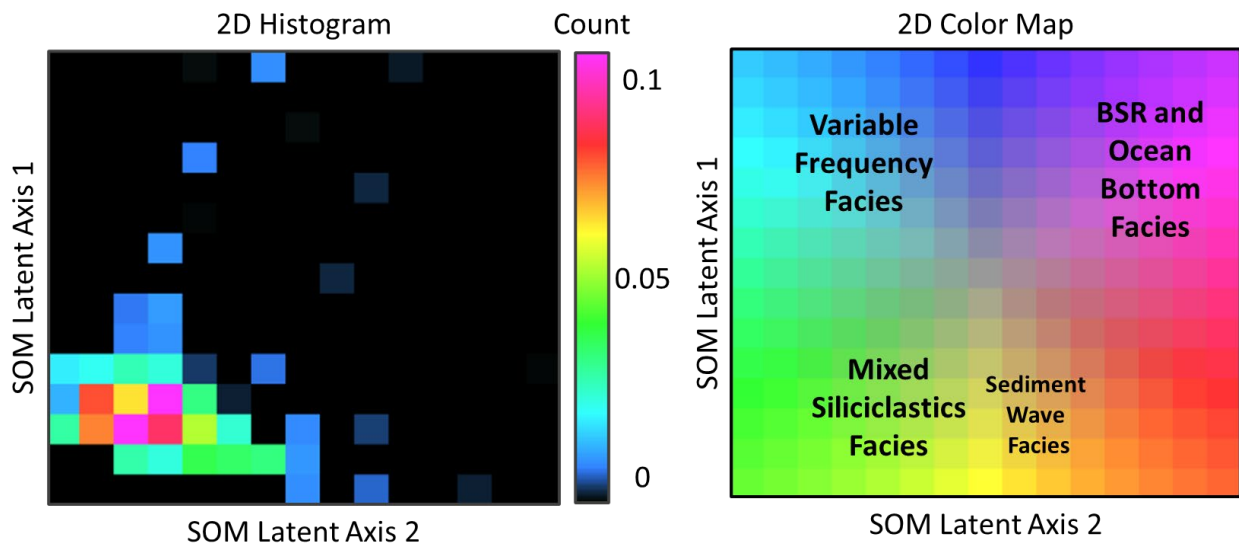 2D Histogram
Count
SOM Latent Axis 1
0.1
0.05
0
SOM Latent Axis 2
2D Color Map
SOM Latent Axis 1
Variable
Frequency
Facies
BSR and
Ocean
Bottom
Facies
Mixed
Siliciclastics
Facies
Sediment
Wave
Facies
SOM Latent Axis 2